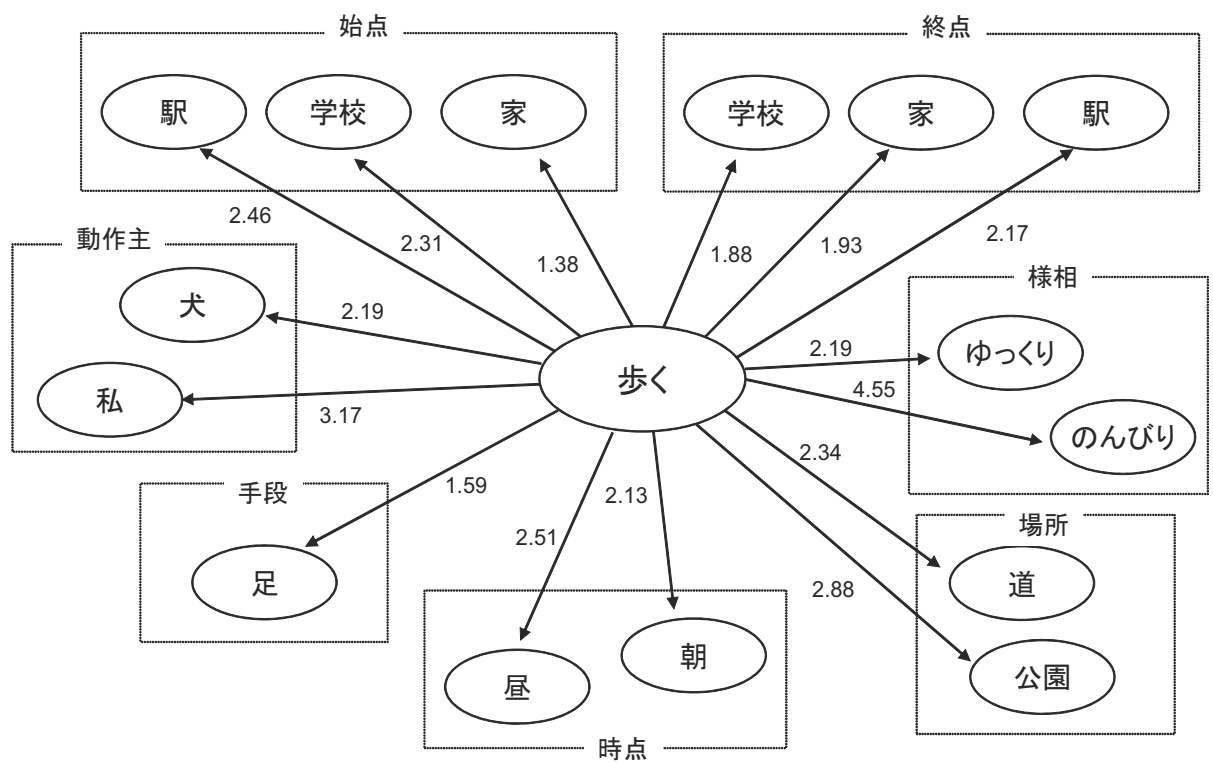 始点
終点
駅
学校
家
学校
家
駅
2.46
2.31
1.38
1.88
1.93
2.17
動作主
様相
犬
2.19
2.19
ゆっくり
私
3.17
歩く
4.55
のんびり
手段
1.59
足
2.51
2.13
2.34
2.88
場所
道
公園
昼
朝
時点